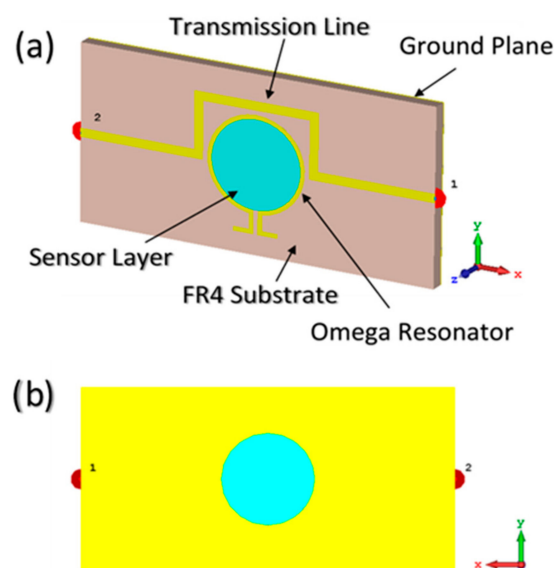 (a)
Transmission Line
Ground Plane
2
1
Sensor Layer
FR4 Substrate
Omega Resonator
y
x
z
(b)
1
2
y
x